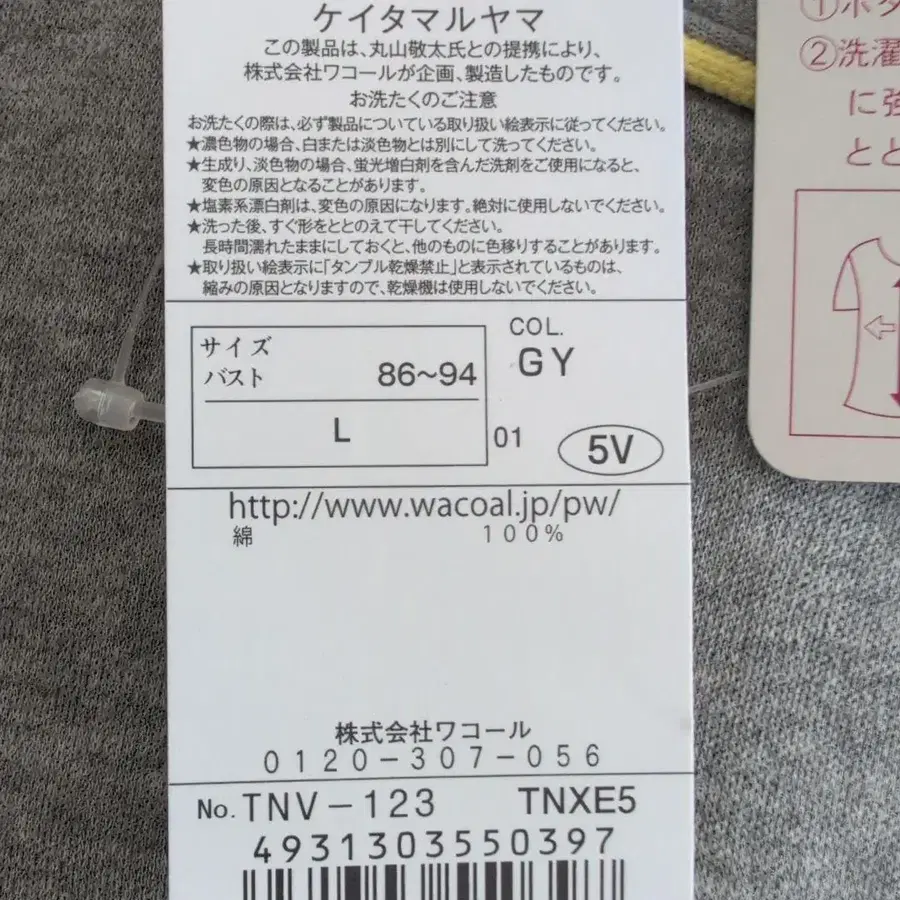 ケイタマルヤマ
この製品は、丸山敬太氏との提携により、
株式会社ワコールが企画、製造したものです。
お洗たくのご注意
お洗たくの際は、必ず製品についている取り扱い絵表示に従ってください。
★濃色物の場合、白または淡色物とは別にして洗ってください。
★生成り、淡色物の場合、蛍光増白剤を含んだ洗剤をご使用になると、
変色の原因となることがあります。
★塩素系漂白剤は、変色の原因になります。絶対に使用しないでください。
★洗った後、すぐ形をととのえて干してください。
長時間濡れたままにしておくと、他のものに色移りすることがあります。
★取り扱い絵表示に「タンブル乾燥禁止」と表示されているものは、
縮みの原因となりますので、乾燥機は使用しないでください。
サイズ
バスト 86~94
L
01
COL.
GY
5V
http://www.wacoal.jp/pw/
綿 100%
株式会社ワコール
0120-307-056
No. TNV-123 TNXE5
4931303550397
①ボタ
②洗濯
に強
とと